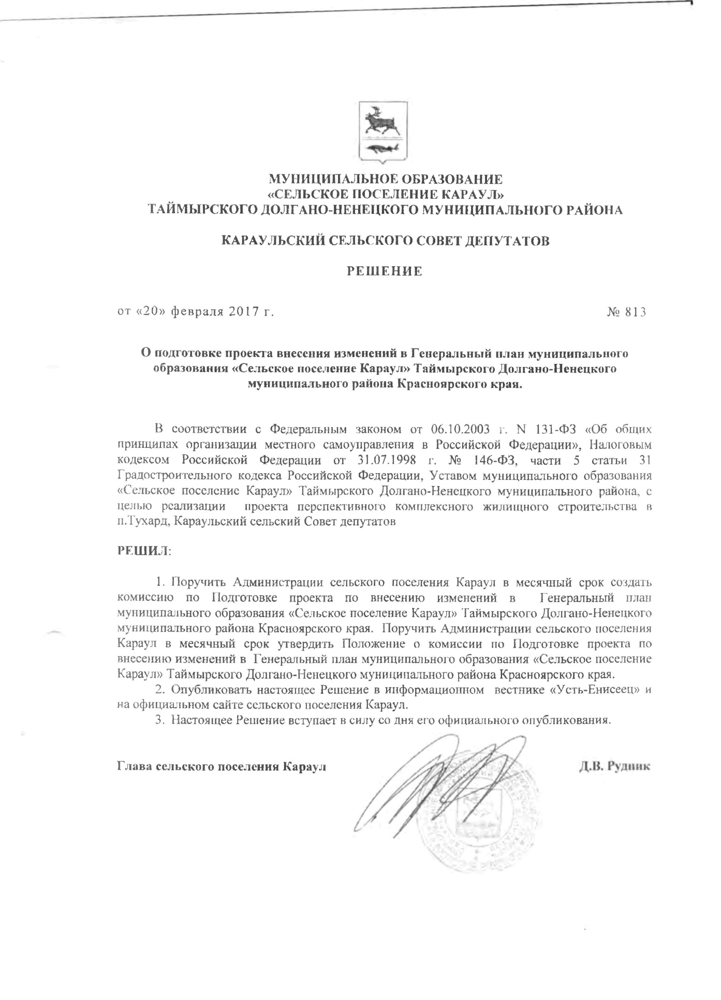 МУНИЦИПАЛЬНОЕ ОБРАЗОВАНИЕ
«СЕЛЬСКОЕ ПОСЕЛЕНИЕ КАРАУЛ»
ТАЙМЫРСКОГО ДОЛГАНО-НЕНЕЦКОГО МУНИЦИПАЛЬНОГО РАЙОНА
КАРАУЛЬСКИЙ СЕЛЬСКОГО СОВЕТ ДЕПУТАТОВ
РЕШЕНИЕ
от «20» февраля 2017 г. № 813
О подготовке проекта внесения изменений в Генеральный план муниципального
образования «Сельское поселение Караул» Таймырского Долгано-Ненецкого
муниципального района Красноярского края.
В соответствии с Федеральным законом от 06.10.2003 г. N 131-ФЗ «Об общих
принципах организации местного самоуправления в Российской Федерации», Налоговым
кодексом Российской Федерации от 31.07.1998 г. № 146-ФЗ, части 5 статьи 31
Градостроительного кодекса Российской Федерации, Уставом муниципального образования
«Сельское поселение Караул» Таймырского Долгано-Ненецкого муниципального района, с
целью реализации проекта перспективного комплексного жилищного строительства в
п.Тухард, Караульский сельский Совет депутатов
РЕШИЛ:
1. Поручить Администрации сельского поселения Караул в месячный срок создать
комиссию по Подготовке проекта по внесению изменений в Генеральный план
муниципального образования «Сельское поселение Караул» Таймырского Долгано-Ненецкого
муниципального района Красноярского края. Поручить Администрации сельского поселения
Караул в месячный срок утвердить Положение о комиссии по Подготовке проекта по
внесению изменений в Генеральный план муниципального образования «Сельское поселение
Караул» Таймырского Долгано-Ненецкого муниципального района Красноярского края.
2. Опубликовать настоящее Решение в информационном вестнике «Усть-Енисеец» и
на официальном сайте сельского поселения Караул.
3. Настоящее Решение вступает в силу со дня его официального опубликования.
Глава сельского поселения Караул Д.В. Рудник